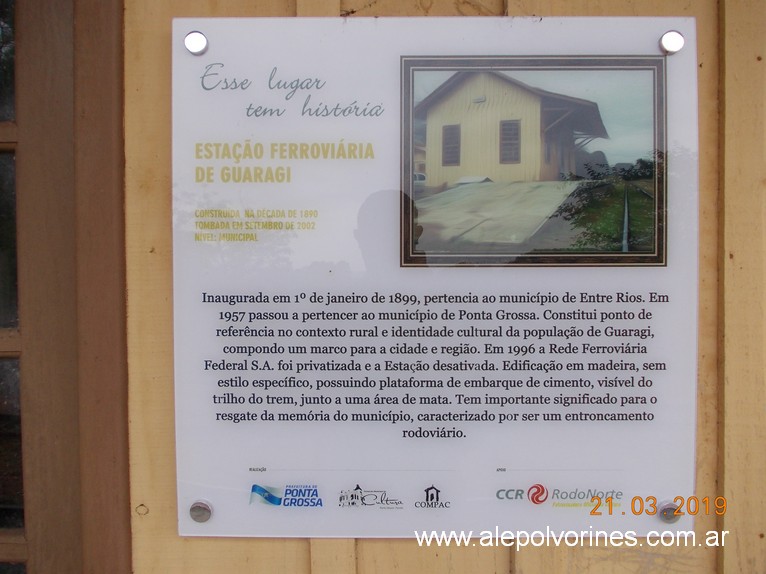 Esse lugar
tem história
ESTAÇÃO FERROVIÁRIA
DE GUARAGI
CONSTRUÍDA NA DÉCADA DE 1890
TOMBADA EM SETEMBRO DE 2002
NÍVEL: MUNICIPAL
Inaugurada em 1º de janeiro de 1899, pertencia ao município de Entre Rios. Em
1957 passou a pertencer ao município de Ponta Grossa. Constitui ponto de
referência no contexto rural e identidade cultural da população de Guaragi,
compondo um marco para a cidade e região. Em 1996 a Rede Ferroviária
Federal S.A. foi privatizada e a Estação desativada. Edificação em madeira, sem
estilo específico, possuindo plataforma de embarque de cimento, visível do
trilho do trem, junto a uma área de mata. Tem importante significado para o
resgate da memória do município, caracterizado por ser um entroncamento
rodoviário.
REALIZAÇÃO
APOIO
PREFEITURA DE
PONTA
GROSSA
Cultura
COMPAC
CCR RodoNorte
21.03.2019
www.alepolvorines.com.ar